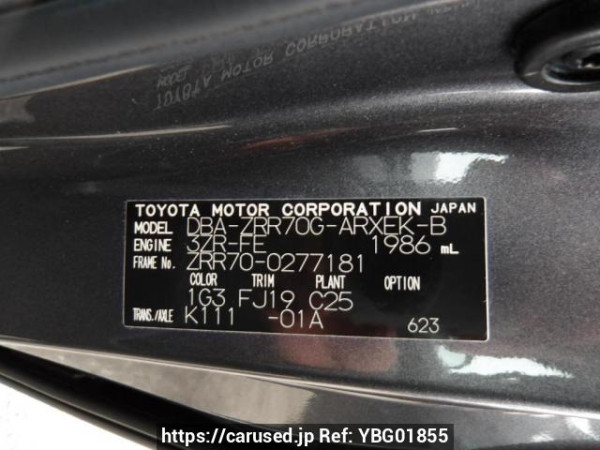 TOYOTA MOTOR CORPORATION JAPAN
MODEL DBA-ZRR70G-ARXEK-B
ENGINE 3ZR-FE 1986 mL
FRAME No. ZRR70-0277181
COLOR TRIM PLANT
1G3 FJ19 C25
TRANS./AXLE K111 -01A
623
https://carused.jp Ref: YBG01855